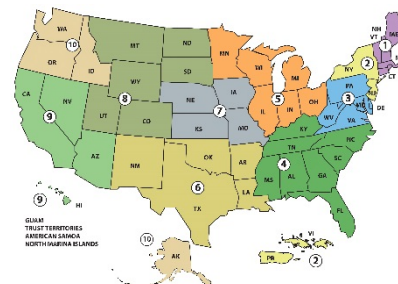 WA
MT
ND
MN
NH
VT
ME
10
1
OR
ID
WI
NY
2
SD
MI
WY
CT
5
PA
3
IA
NE
8
7
OH
NV
IL
IN
DE
CA
UT
WV
VA
CO
9
KS
MO
KY
NC
TN
OK
AR
4
SC
AZ
NM
6
MS
AL
GA
LA
TX
9
HI
FL
GUAM
TRUST TERRITORIES
AMERICAN SAMOA
NORTH MARINA ISLANDS
10
VI
AK
PR
2